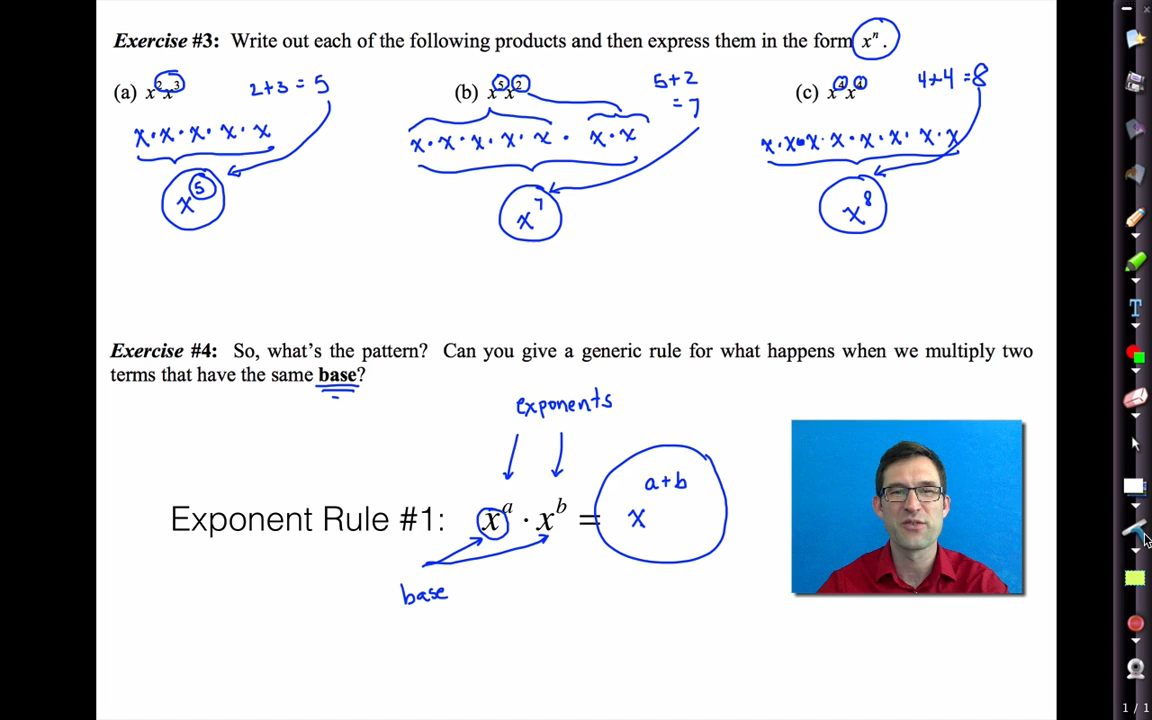 Exercise #3: Write out each of the following products and then express them in the form xⁿ.
(a) x²x³ 2+3=5
x·x·x·x·x
x⁵
(b) x⁵x² 5+2
=7
x·x·x·x·x · x·x
x⁷
(c) x⁴x⁴ 4+4=8
x·x·x·x·x·x·x·x
x⁸
Exercise #4: So, what's the pattern? Can you give a generic rule for what happens when we multiply two
terms that have the same base?
exponents
Exponent Rule #1: xᵃ · xᵇ = xᵃ⁺ᵇ
base
1 / 1